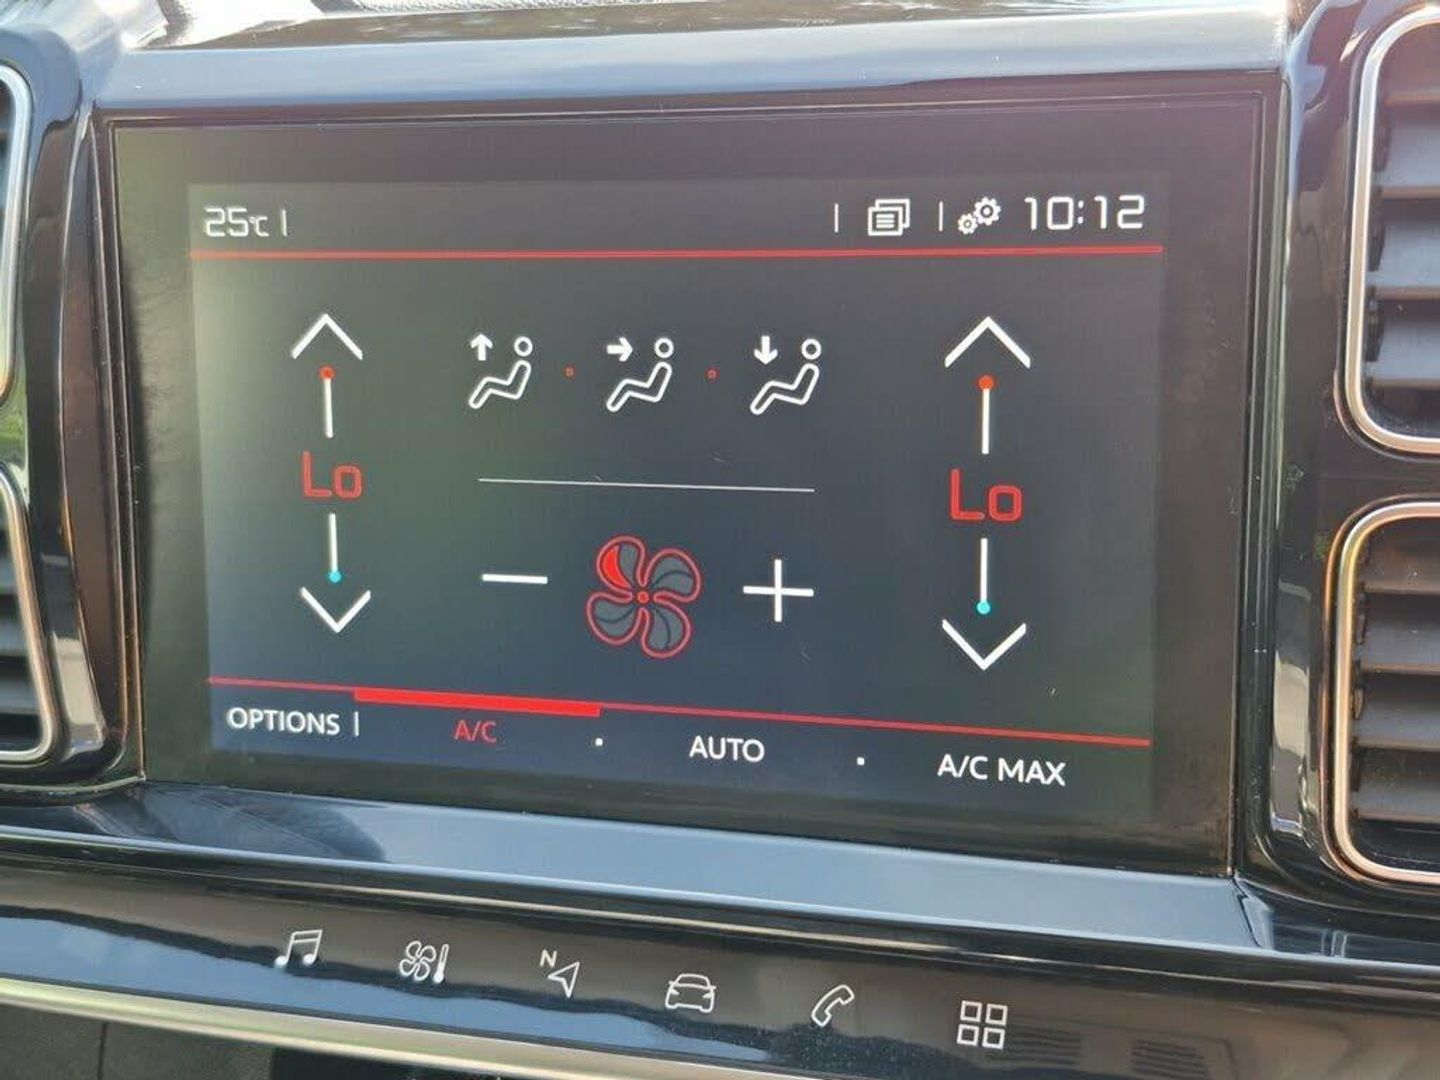 25°C
10:12
Lo
Lo
OPTIONS
A/C
AUTO
A/C MAX
N